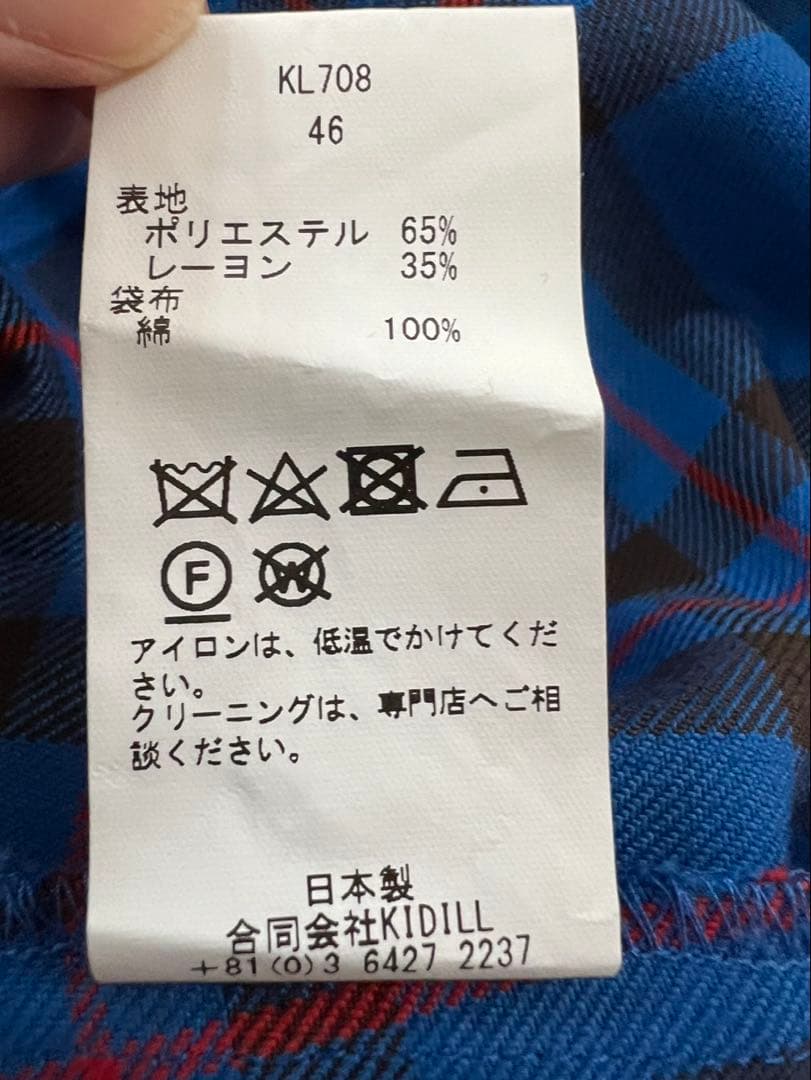 KL708
46
表地
ポリエステル 65%
レーヨン 35%
袋布
綿 100%
F W
アイロンは、低温でかけてくだ
さい。
クリーニングは、専門店へご相
談ください。
日本製
合同会社KIDILL
+81(0)3 6427 2237